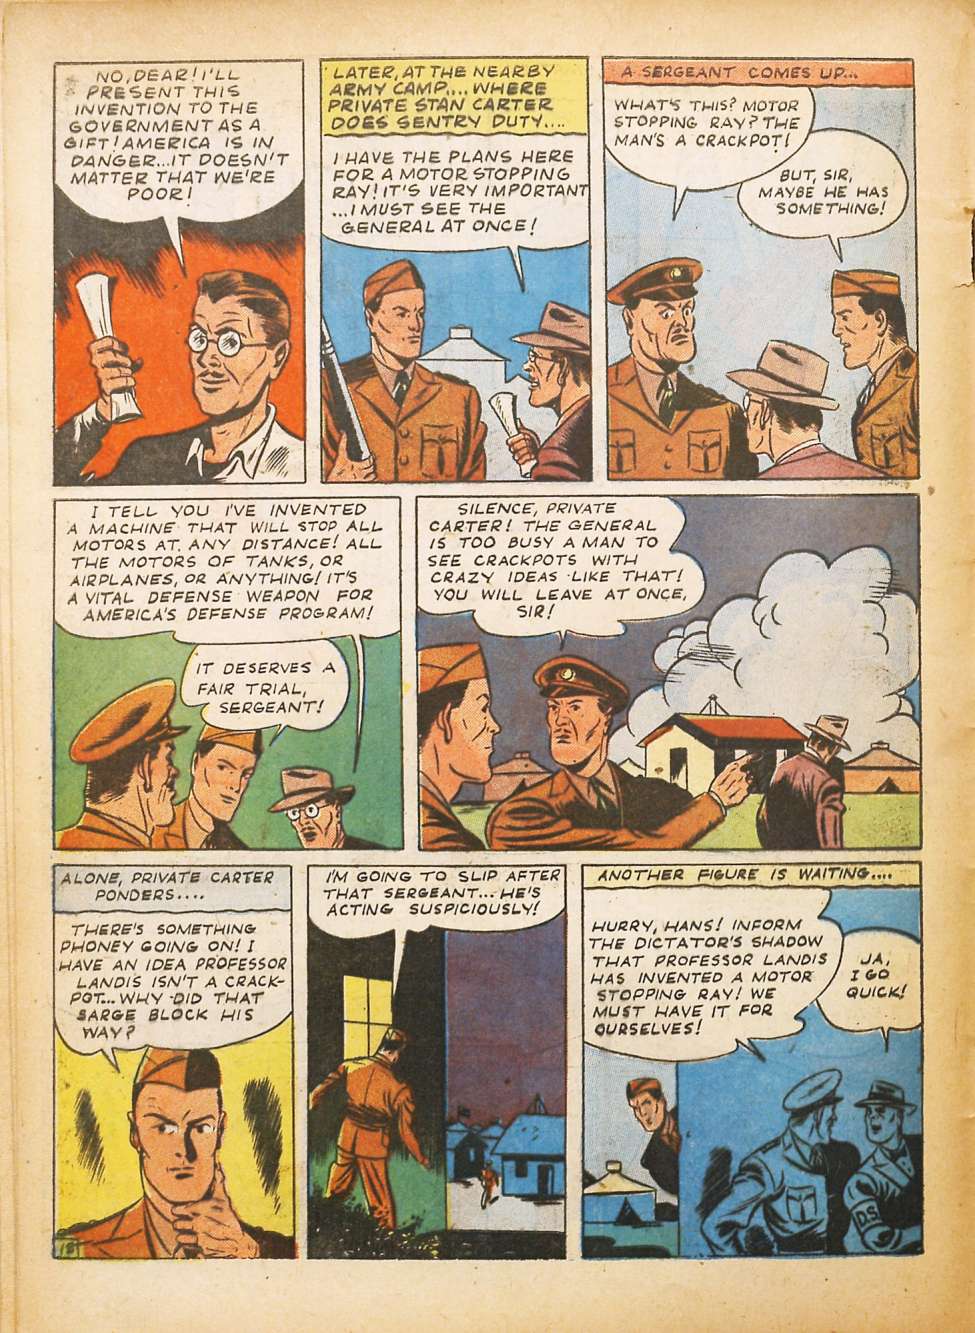 NO, DEAR! I'LL
PRESENT THIS
INVENTION TO THE
GOVERNMENT AS A
GIFT! AMERICA IS IN
DANGER...IT DOESN'T
MATTER THAT WE'RE
POOR!
LATER, AT THE NEARBY
ARMY CAMP.... WHERE
PRIVATE STAN CARTER
DOES SENTRY DUTY....
I HAVE THE PLANS HERE
FOR A MOTOR STOPPING
RAY! IT'S VERY IMPORTANT
...I MUST SEE THE
GENERAL AT ONCE!
A SERGEANT COMES UP...
WHAT'S THIS? MOTOR
STOPPING RAY? THE
MAN'S A CRACKPOT!
BUT, SIR,
MAYBE HE HAS
SOMETHING!
I TELL YOU I'VE INVENTED
A MACHINE THAT WILL STOP ALL
MOTORS AT ANY DISTANCE! ALL
THE MOTORS OF TANKS, OR
AIRPLANES, OR ANYTHING! IT'S
A VITAL DEFENSE WEAPON FOR
AMERICA'S DEFENSE PROGRAM!
IT DESERVES A
FAIR TRIAL,
SERGEANT!
SILENCE, PRIVATE
CARTER! THE GENERAL
IS TOO BUSY A MAN TO
SEE CRACKPOTS WITH
CRAZY IDEAS LIKE THAT!
YOU WILL LEAVE AT ONCE,
SIR!
ALONE, PRIVATE CARTER
PONDERS....
THERE'S SOMETHING
PHONEY GOING ON! I
HAVE AN IDEA PROFESSOR
LANDIS ISN'T A CRACK-
POT... WHY DID THAT
SARGE BLOCK HIS
WAY?
I'M GOING TO SLIP AFTER
THAT SERGEANT... HE'S
ACTING SUSPICIOUSLY!
ANOTHER FIGURE IS WAITING....
HURRY, HANS! INFORM
THE DICTATOR'S SHADOW
THAT PROFESSOR LANDIS
HAS INVENTED A MOTOR
STOPPING RAY! WE
MUST HAVE IT FOR
OURSELVES!
JA,
I GO
QUICK!
D.S